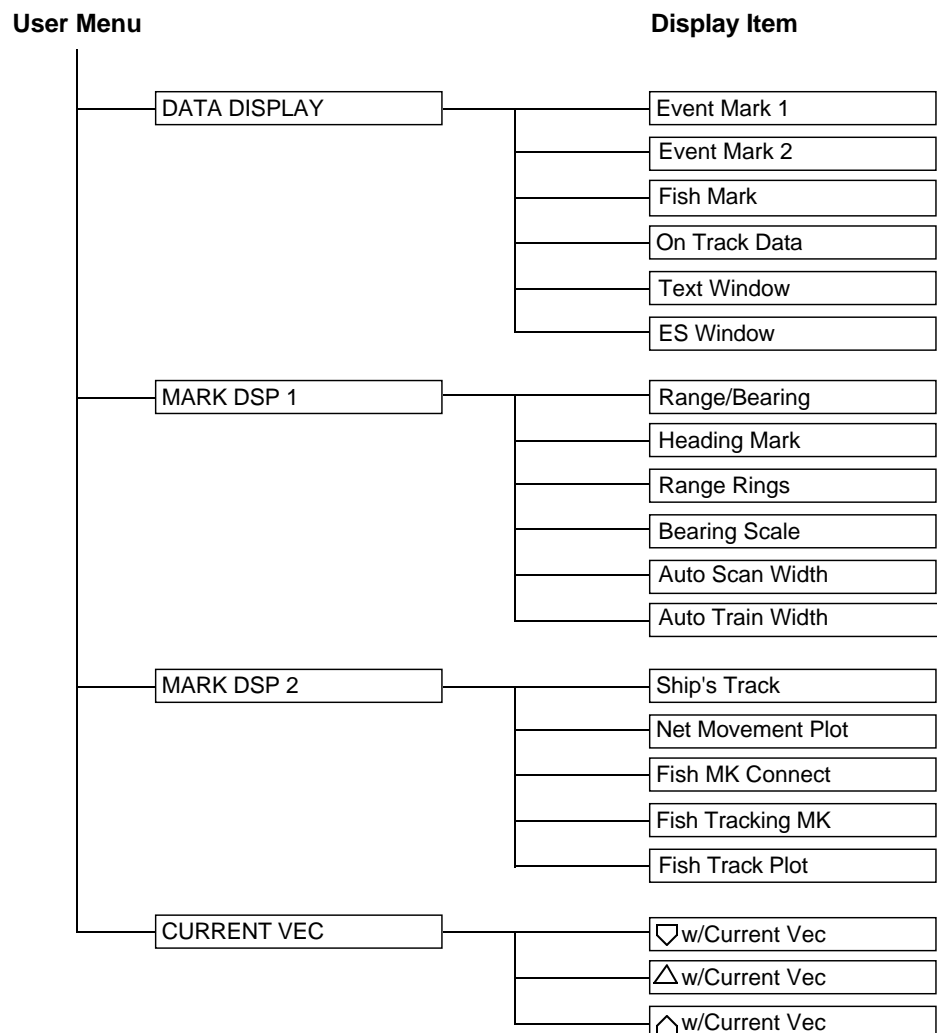 User Menu
Display Item
DATA DISPLAY
Event Mark 1
Event Mark 2
Fish Mark
On Track Data
Text Window
ES Window
MARK DSP 1
Range/Bearing
Heading Mark
Range Rings
Bearing Scale
Auto Scan Width
Auto Train Width
MARK DSP 2
Ship's Track
Net Movement Plot
Fish MK Connect
Fish Tracking MK
Fish Track Plot
CURRENT VEC
w/Current Vec
w/Current Vec
w/Current Vec